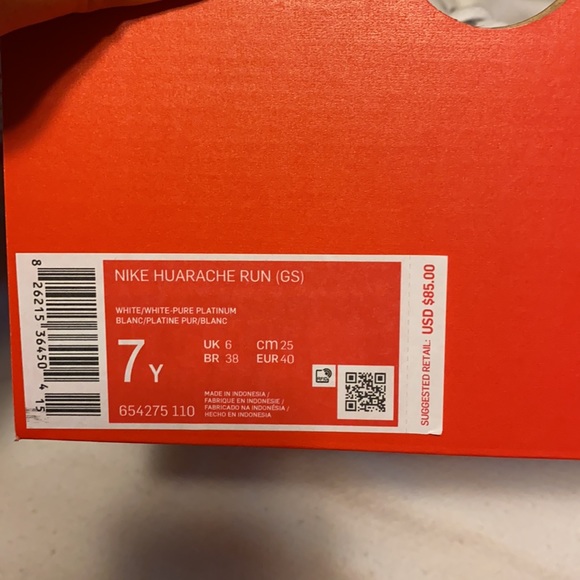 NIKE HUARACHE RUN (GS)
WHITE/WHITE-PURE PLATINUM
BLANC/PLATINE PUR/BLANC
7 Y
UK 6 cm 25
BR 38 EUR 40
654275 110
MADE IN INDONESIA /
FABRIQUE EN INDONESIE /
FABRICADO NA INDONÉSIA /
HECHO EN INDONESIA
8 26215 36450 4 15
SUGGESTED RETAIL: USD $85.00